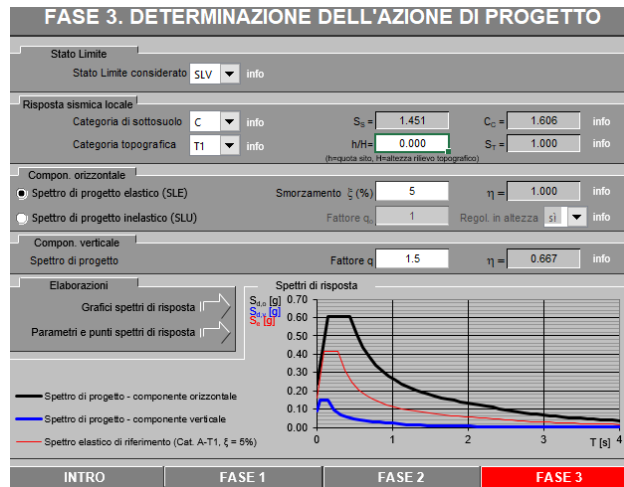 FASE 3. DETERMINAZIONE DELL'AZIONE DI PROGETTO
Stato Limite
Stato Limite considerato SLV info
Risposta sismica locale
Categoria di sottosuolo C info SS = 1.451 CC = 1.606 info
Categoria topografica T1 info h/H= 0.000 ST = 1.000 info
(h=quota sito, H=altezza rilievo topografico)
Compon. orizzontale
Spettro di progetto elastico (SLE) Smorzamento ξ (%) 5 η = 1.000 info
Spettro di progetto inelastico (SLU) Fattore qo 1 Regol. in altezza sì info
Compon. verticale
Spettro di progetto Fattore q 1.5 η = 0.667 info
Elaborazioni
Grafici spettri di risposta
Parametri e punti spettri di risposta
Spettri di risposta
Sd,o [g]
Sd,v [g]
Se [g]
0.70
0.60
0.50
0.40
0.30
0.20
0.10
0.00
0 1 2 3 4
T [s]
Spettro di progetto - componente orizzontale
Spettro di progetto - componente verticale
Spettro elastico di riferimento (Cat. A-T1, ξ = 5%)
INTRO FASE 1 FASE 2 FASE 3